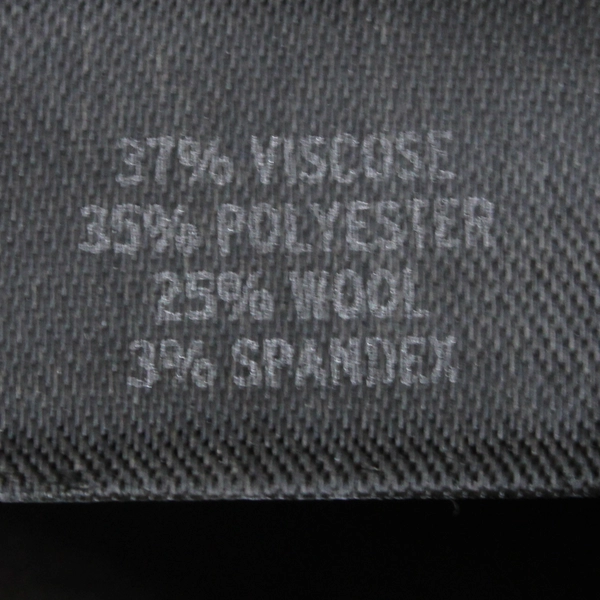 37% VISCOSE
35% POLYESTER
25% WOOL
3% SPANDEX